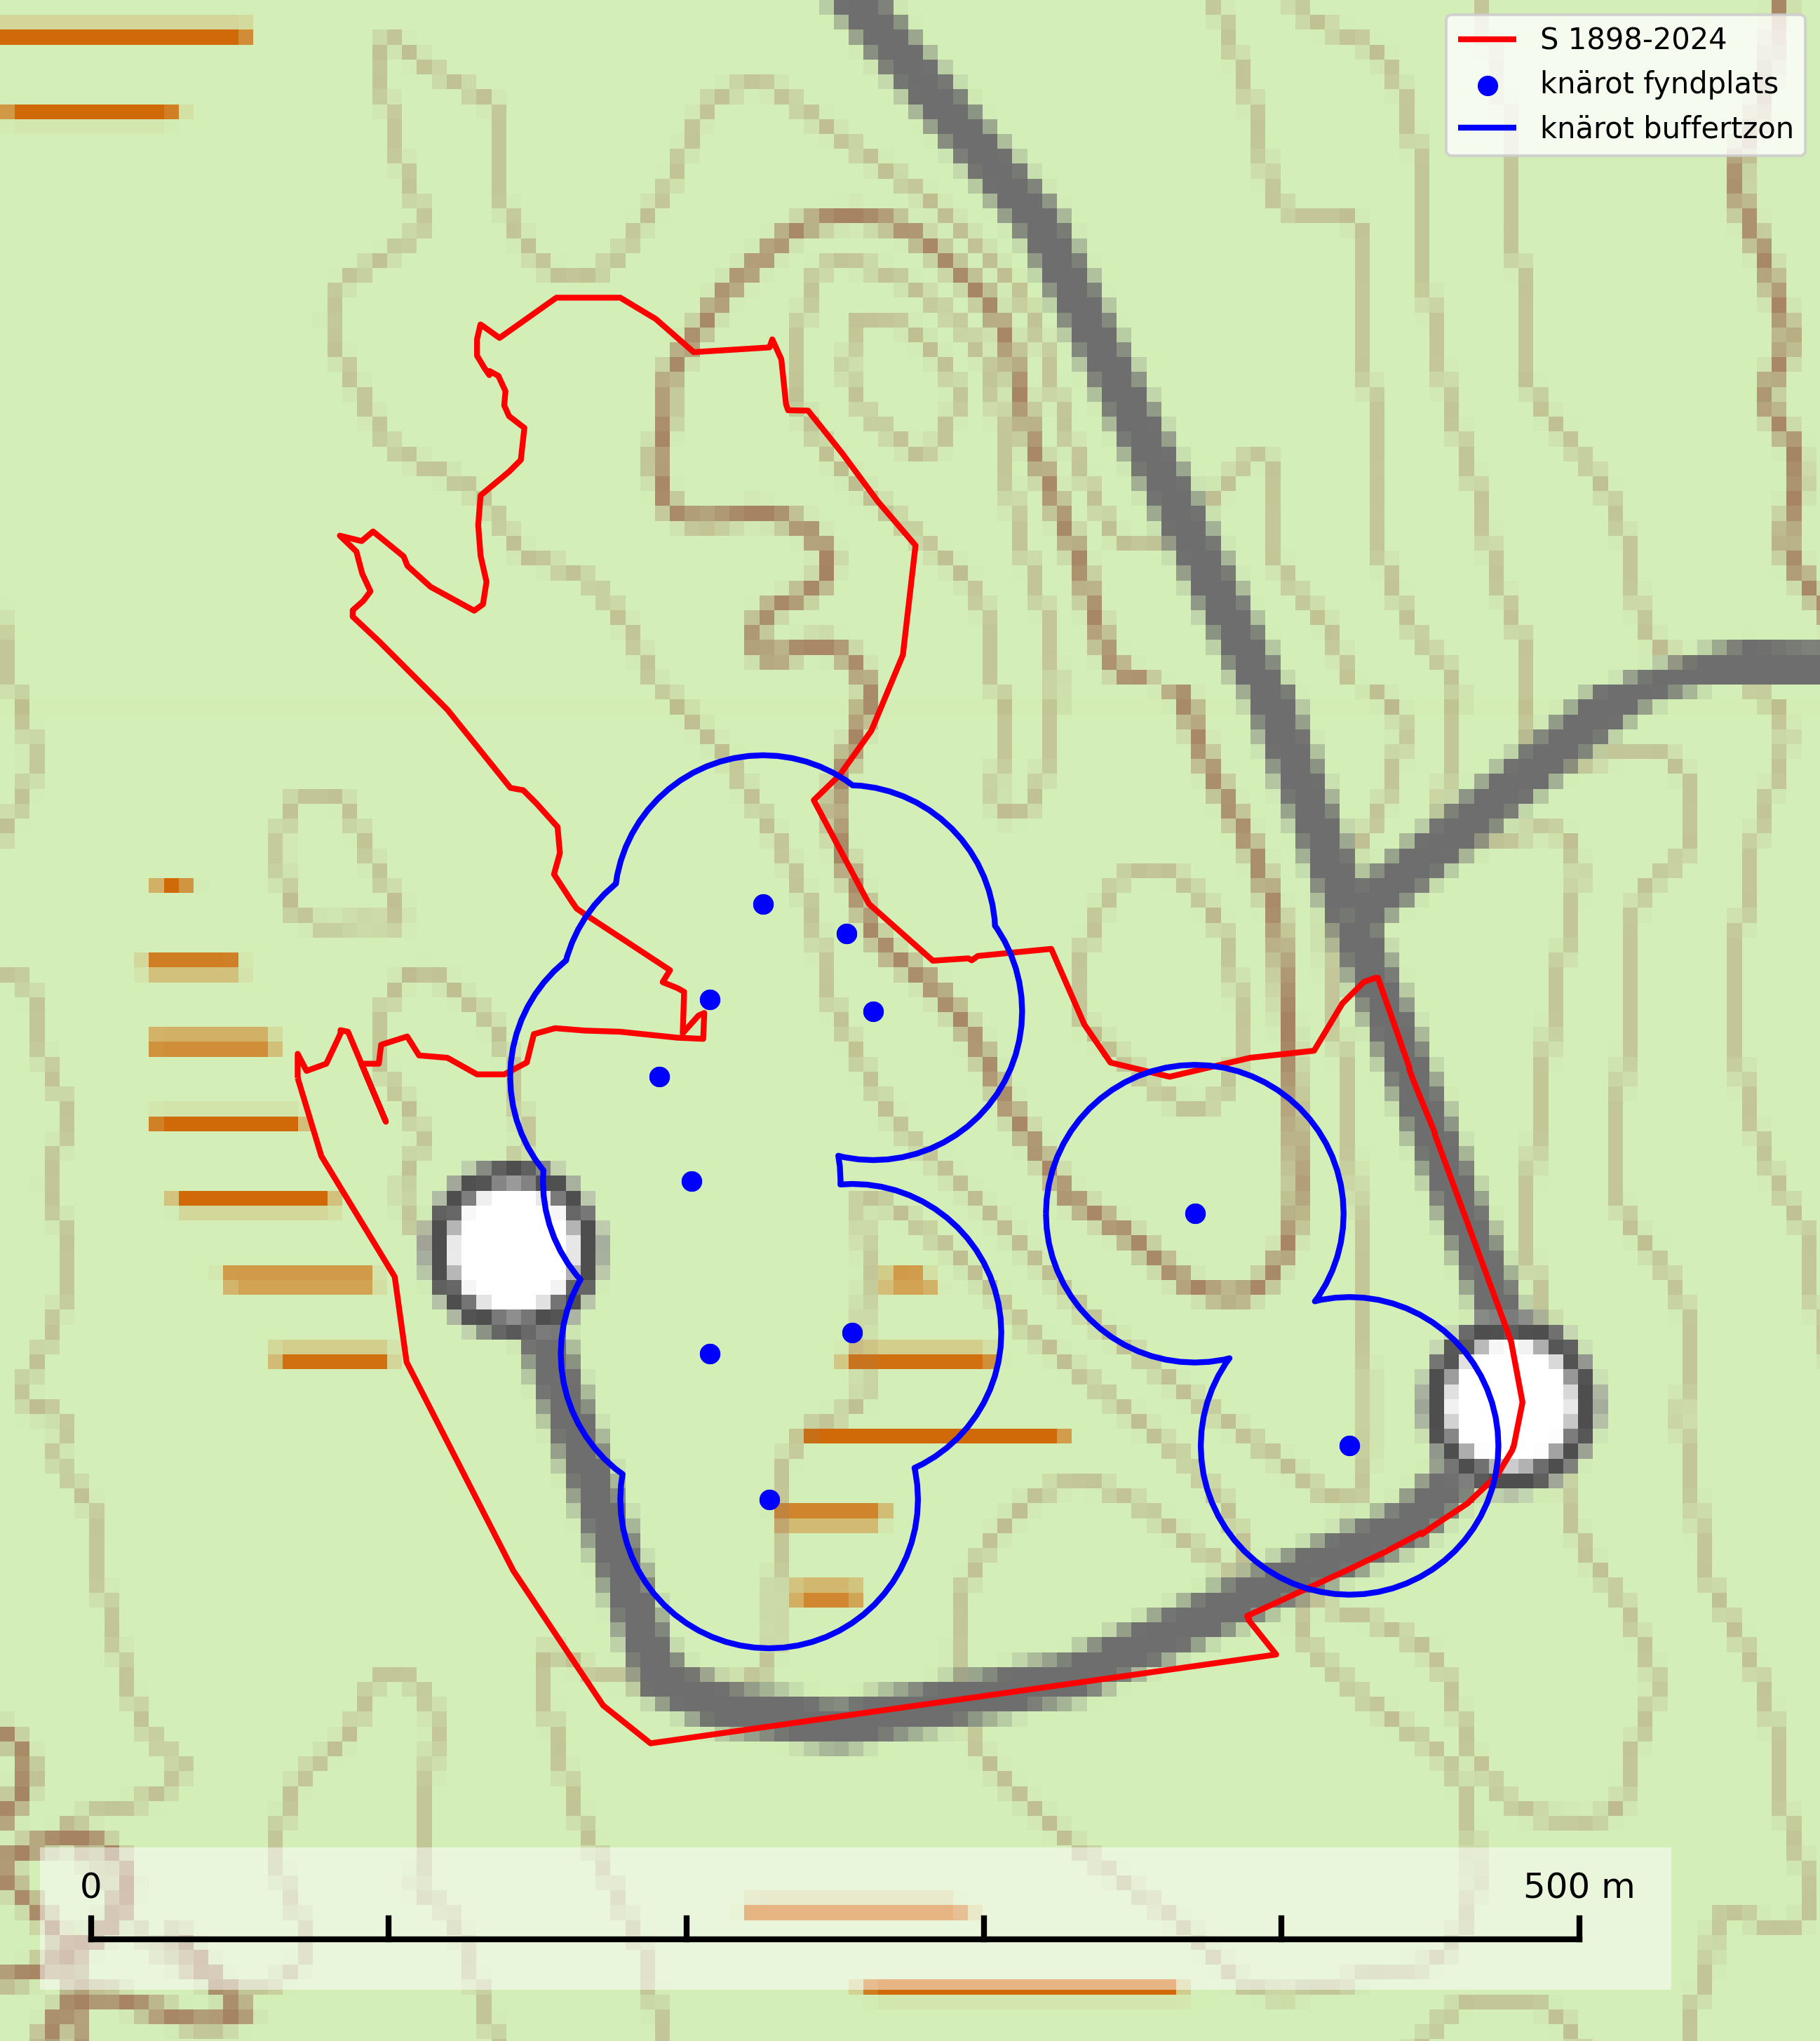 S 1898-2024
knärot fyndplats
knärot buffertzon
0
500 m